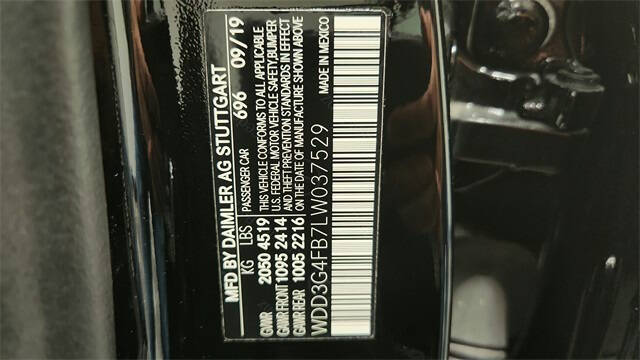 MFD BY DAIMLER AG STUTTGART
696 09/19
KG LBS PASSENGER CAR
GVWR 2050 4519
GWR FRONT 1095 2414
GWR REAR 1005 2216
THIS VEHICLE CONFORMS TO ALL APPLICABLE
U.S. FEDERAL MOTOR VEHICLE SAFETY,BUMPER
AND THEFT PREVENTION STANDARDS IN EFFECT
ON THE DATE OF MANUFACTURE SHOWN ABOVE
WDD3G4FB7LW037529 MADE IN MEXICO